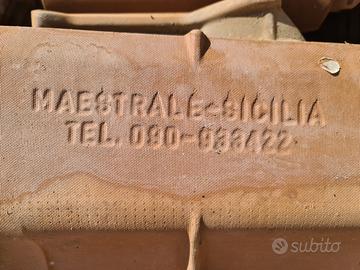 MAESTRALE-SICILIA
TEL. 090-933422
subito